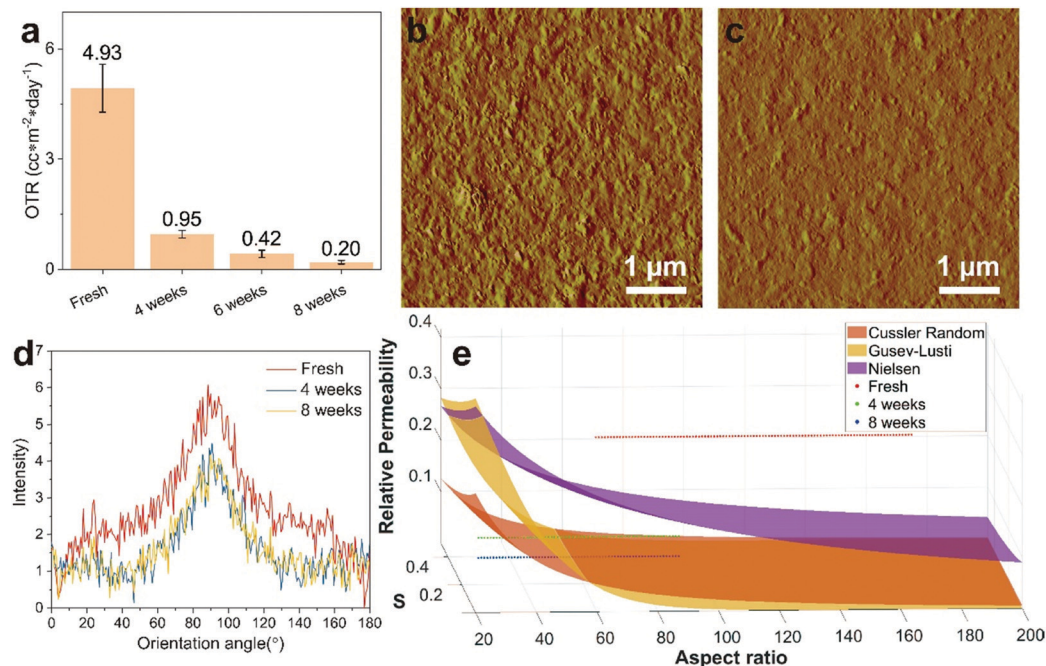 a
OTR (cc*m-2*day-1)
6
3
0
4.93
0.95
0.42
0.20
Fresh
4 weeks
6 weeks
8 weeks
b
1 µm
c
1 µm
d
Intensity
7
6
5
4
3
2
1
0
Fresh
4 weeks
8 weeks
0 20 40 60 80 100 120 140 160 180
Orientation angle(°)
e
Relative Permeability
0.4
0.3
0.2
0.1
0.4
0.2
S
Cussler Random
Gusev-Lusti
Nielsen
Fresh
4 weeks
8 weeks
20 40 60 80 100 120 140 160 180 200
Aspect ratio